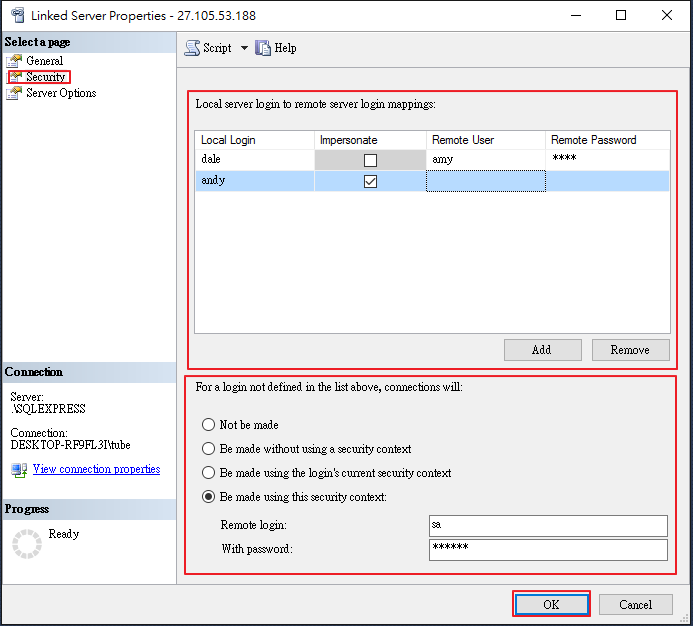 Linked Server Properties - 27.105.53.188
Select a page
General
Security
Server Options
Script Help
Local server login to remote server login mappings:
Local Login Impersonate Remote User Remote Password
dale amy ****
andy
Add Remove
For a login not defined in the list above, connections will:
Not be made
Be made without using a security context
Be made using the login's current security context
Be made using this security context:
Remote login: sa
With password: ******
Connection
Server:
.\SQLEXPRESS
Connection:
DESKTOP-RF9FL3I\tube
View connection properties
Progress
Ready
OK Cancel